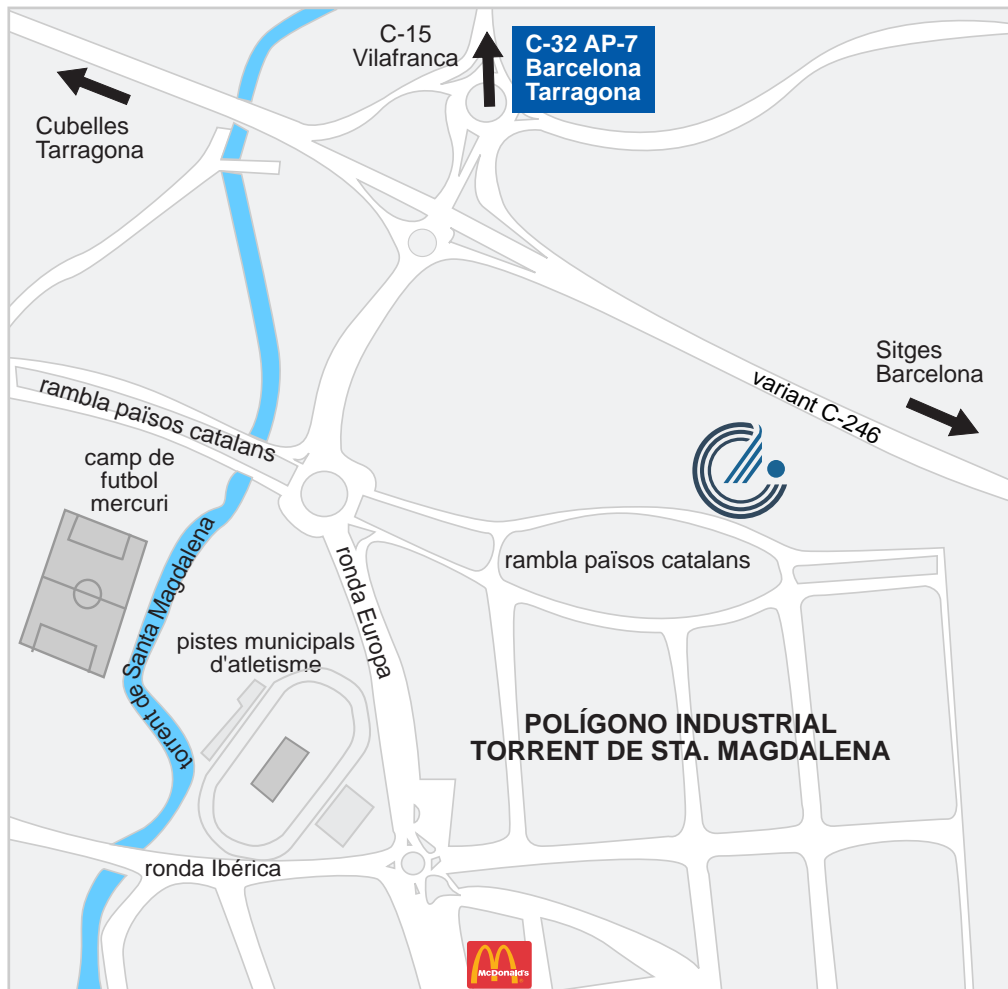 C-15
Vilafranca
C-32 AP-7
Barcelona
Tarragona
Cubelles
Tarragona
Sitges
Barcelona
variant C-246
rambla països catalans
camp de
futbol
mercuri
rambla països catalans
torrent de Santa Magdalena
ronda Europa
pistes municipals
d'atletisme
POLÍGONO INDUSTRIAL
TORRENT DE STA. MAGDALENA
ronda Ibérica
McDonald's